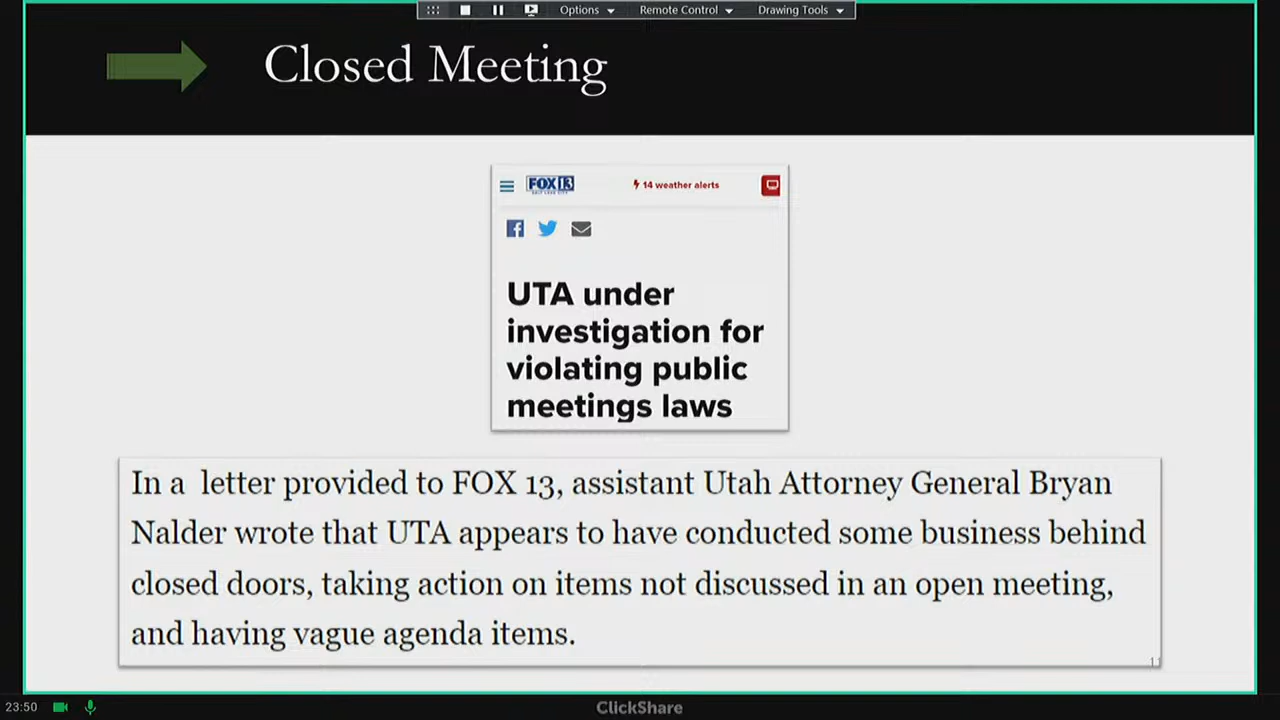 Options Remote Control Drawing Tools
Closed Meeting
FOX 13
14 weather alerts
UTA under
investigation for
violating public
meetings laws
In a letter provided to FOX 13, assistant Utah Attorney General Bryan
Nalder wrote that UTA appears to have conducted some business behind
closed doors, taking action on items not discussed in an open meeting,
and having vague agenda items.
11
23:50
ClickShare